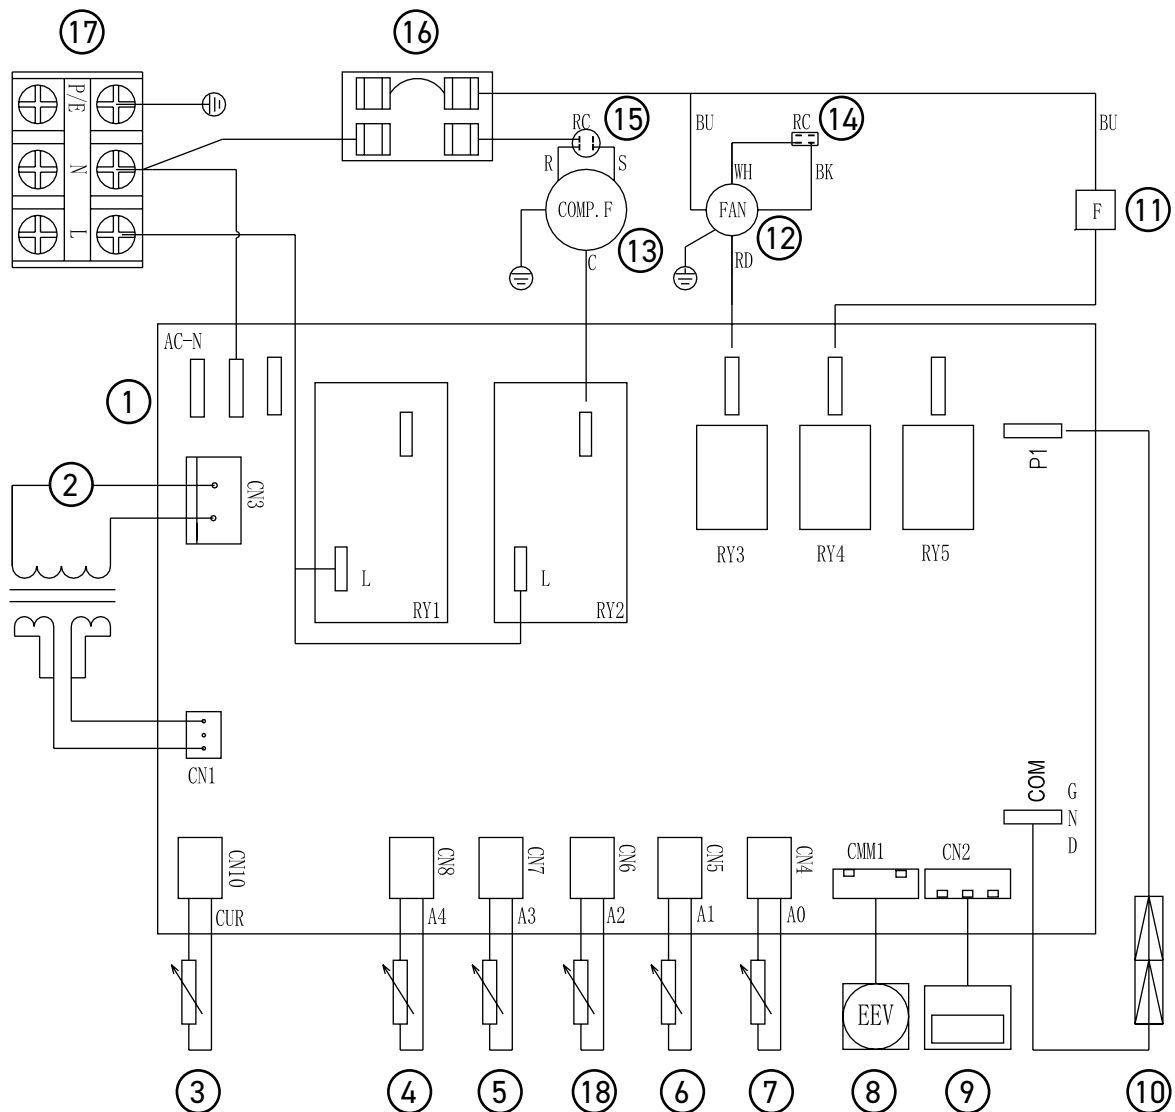 17
16
P/E
N
L
RC
15
R
S
COMP.F
13
C
BU
RC
14
WH
BK
FAN
12
RD
BU
F
11
AC-N
1
2
CN3
L
RY1
L
RY2
RY3
RY4
RY5
P1
CN1
COM
G
N
D
CN10
CUR
CN8
A4
CN7
A3
CN6
A2
CN5
A1
CN4
A0
CMM1
CN2
EEV
3
4
5
18
6
7
8
9
10